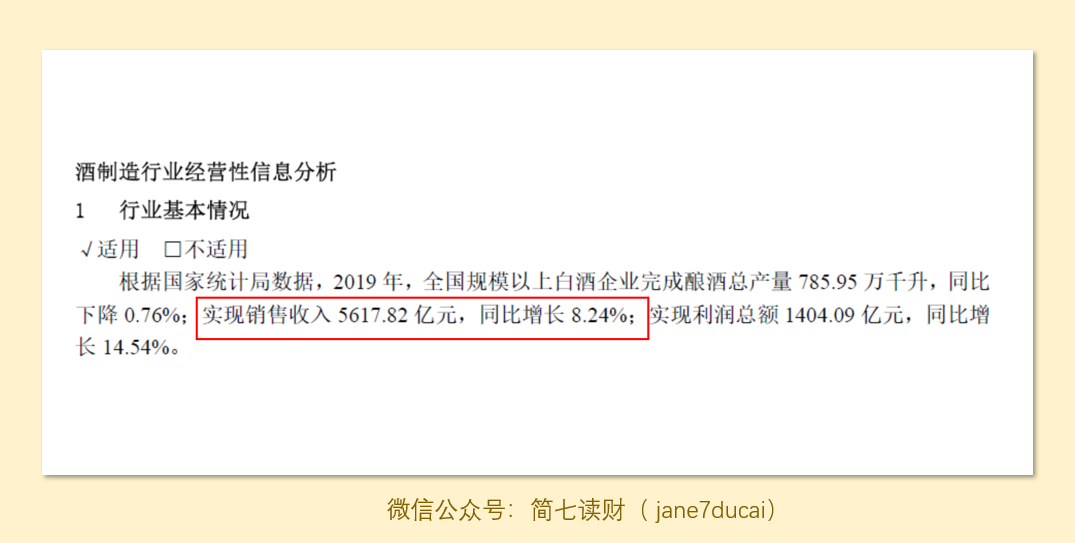 酒制造行业经营性信息分析
1 行业基本情况
√适用 □不适用
根据国家统计局数据，2019 年，全国规模以上白酒企业完成酿酒总产量 785.95 万千升，同比
下降 0.76%；实现销售收入 5617.82 亿元，同比增长 8.24%；实现利润总额 1404.09 亿元，同比增
长 14.54%。
微信公众号：简七读财（ jane7ducai）